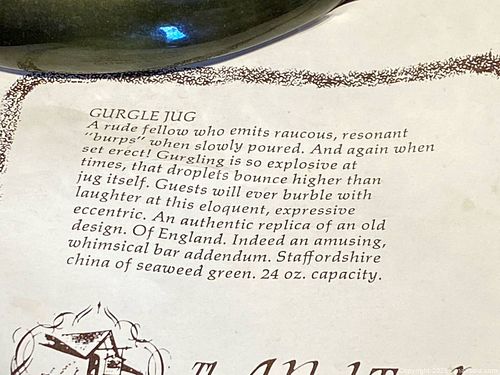 GURGLE JUG
A rude fellow who emits raucous, resonant
"burps" when slowly poured. And again when
set erect! Gurgling is so explosive at
times, that droplets bounce higher than
jug itself. Guests will ever burble with
laughter at this eloquent, expressive
eccentric. An authentic replica of an old
design. Of England. Indeed an amusing,
whimsical bar addendum. Staffordshire
china of seaweed green. 24 oz. capacity.